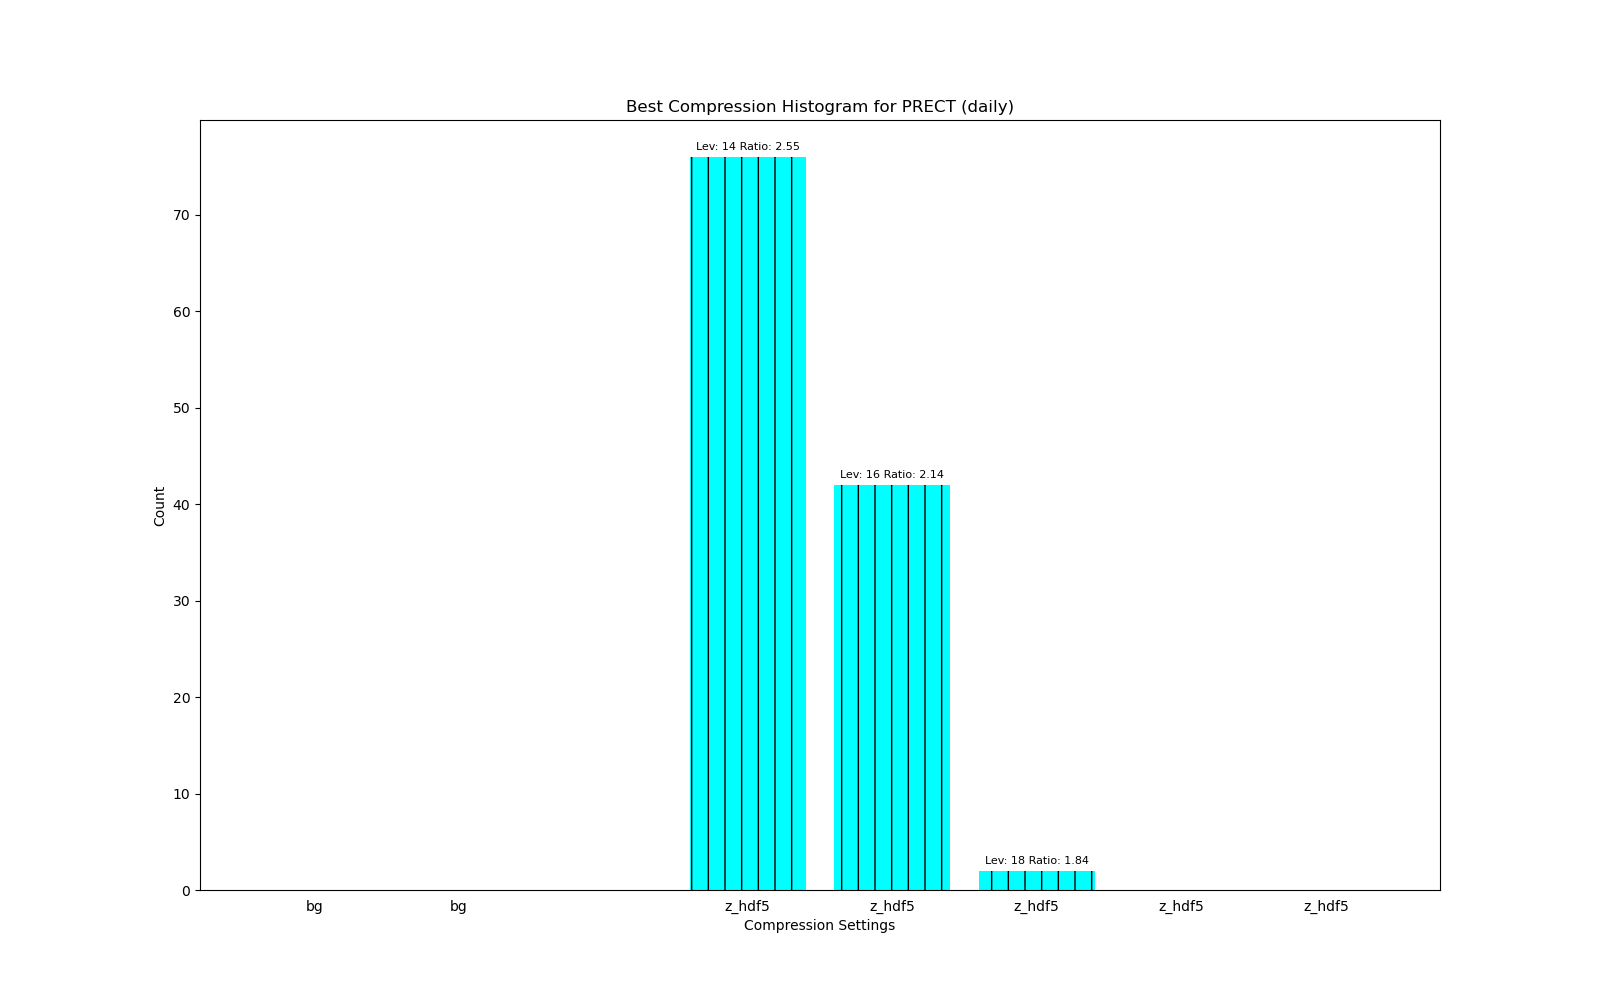 Best Compression Histogram for PRECT (daily)
Lev: 14 Ratio: 2.55
70
60
50
Lev: 16 Ratio: 2.14
Count
40
30
20
10
Lev: 18 Ratio: 1.84
0
bg bg z_hdf5 z_hdf5 z_hdf5 z_hdf5 z_hdf5
Compression Settings